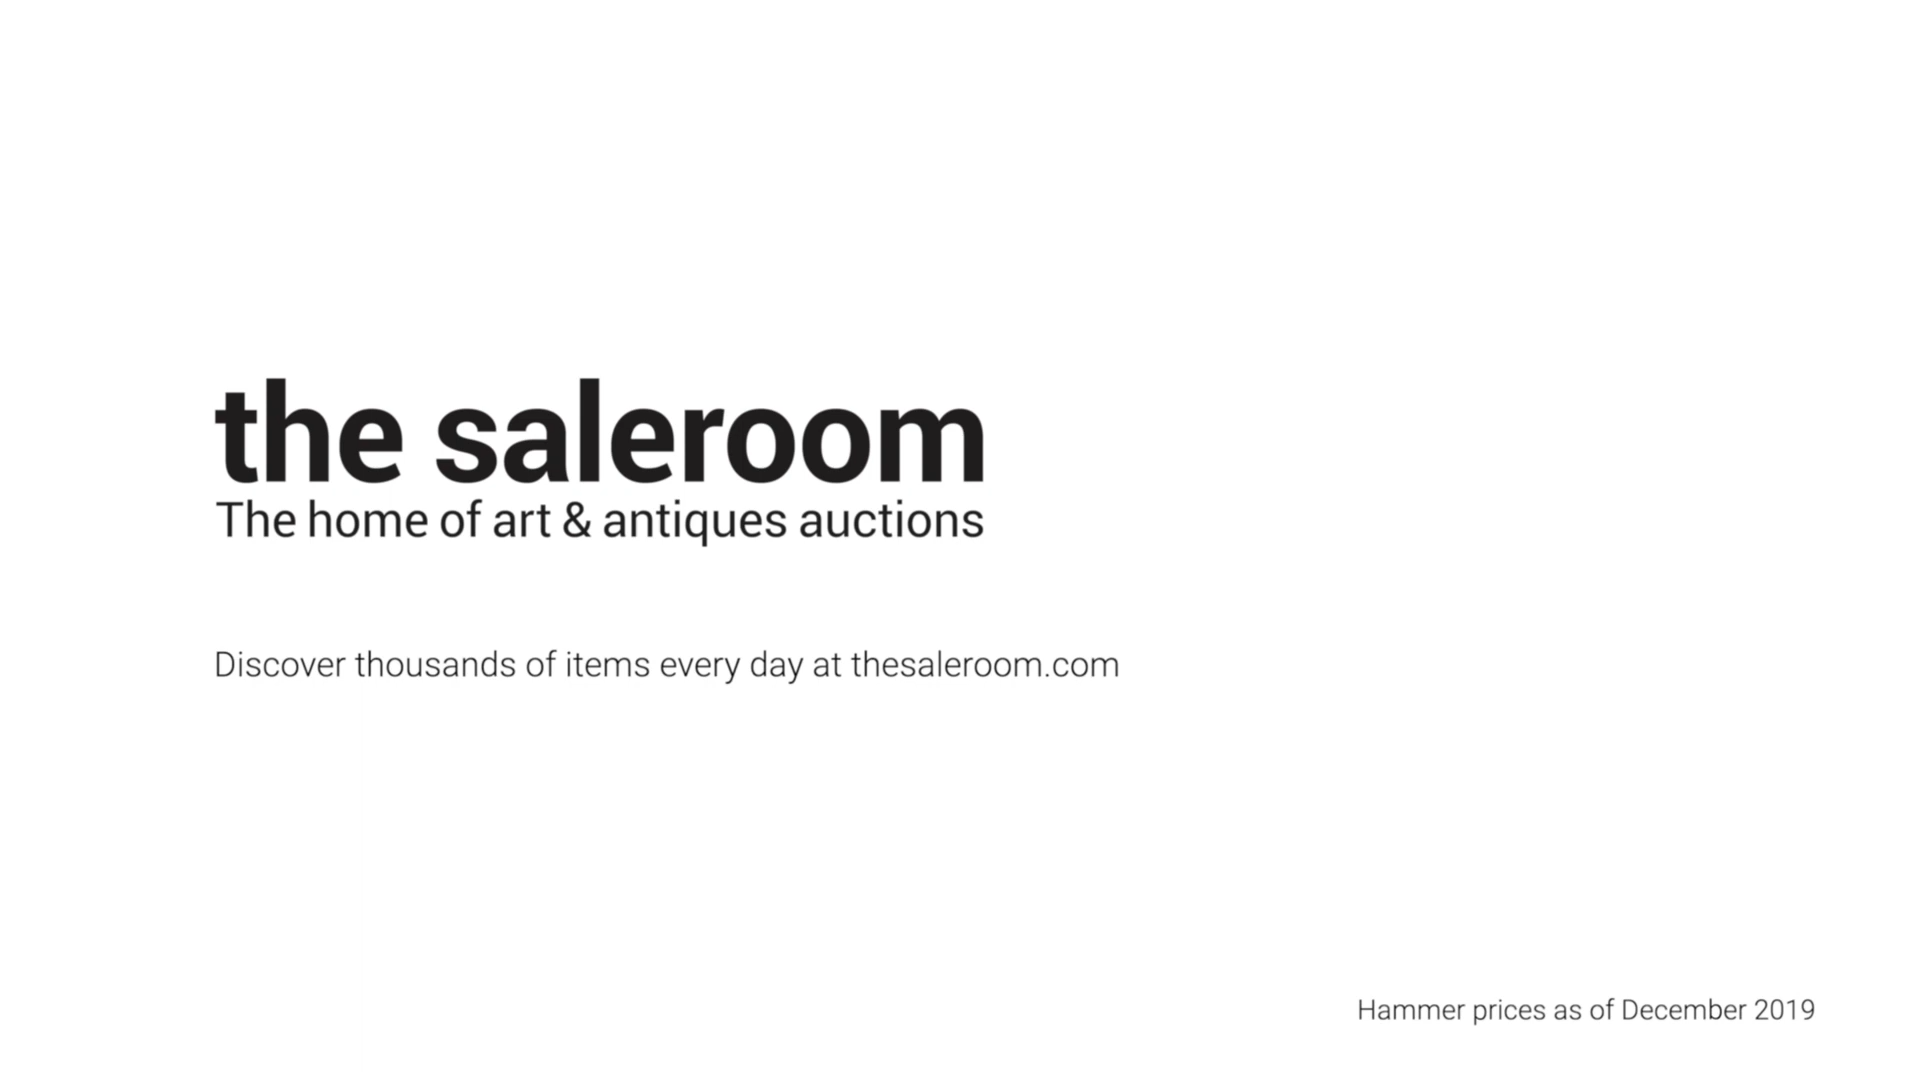 the saleroom
The home of art & antiques auctions
Discover thousands of items every day at thesaleroom.com
Hammer prices as of December 2019